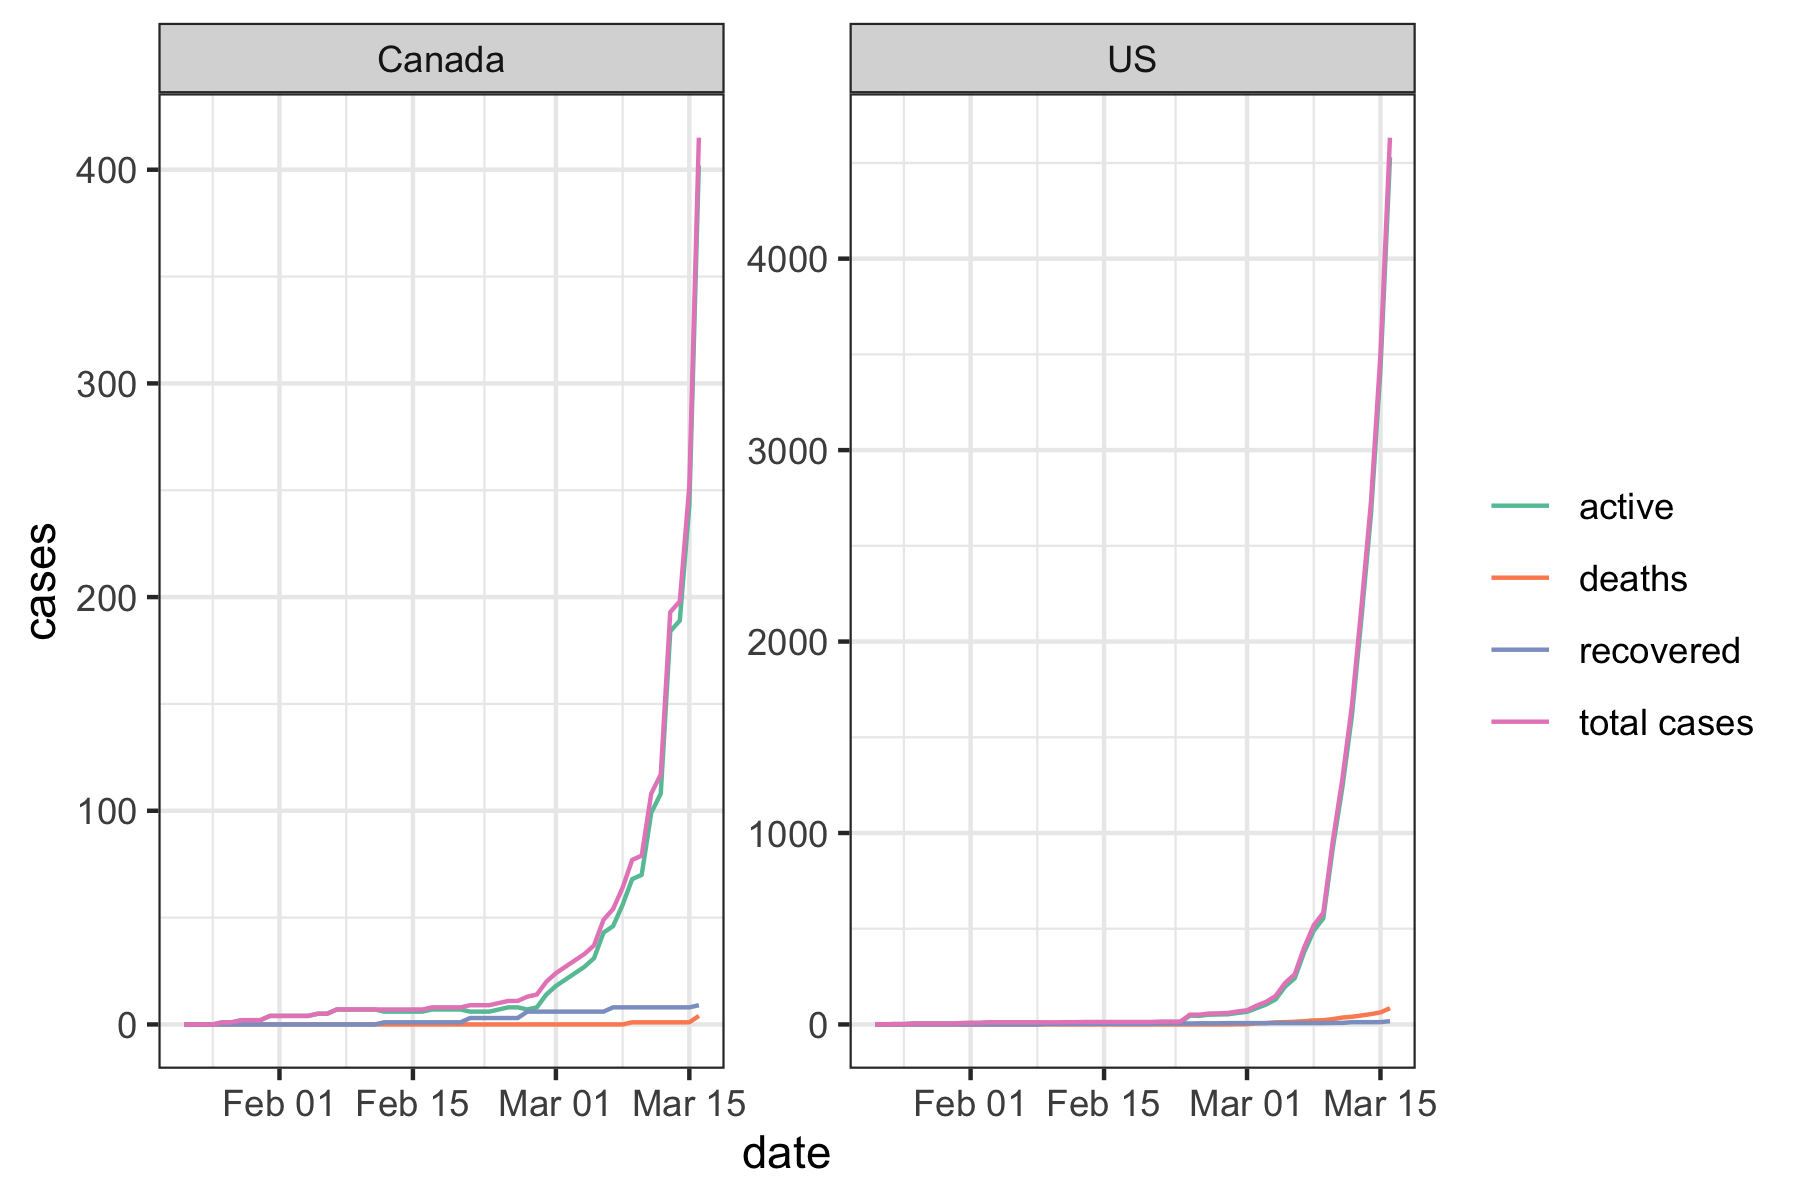 Canada
US
cases
400
300
200
100
0
4000
3000
2000
1000
0
Feb 01 Feb 15 Mar 01 Mar 15
Feb 01 Feb 15 Mar 01 Mar 15
date
active
deaths
recovered
total cases